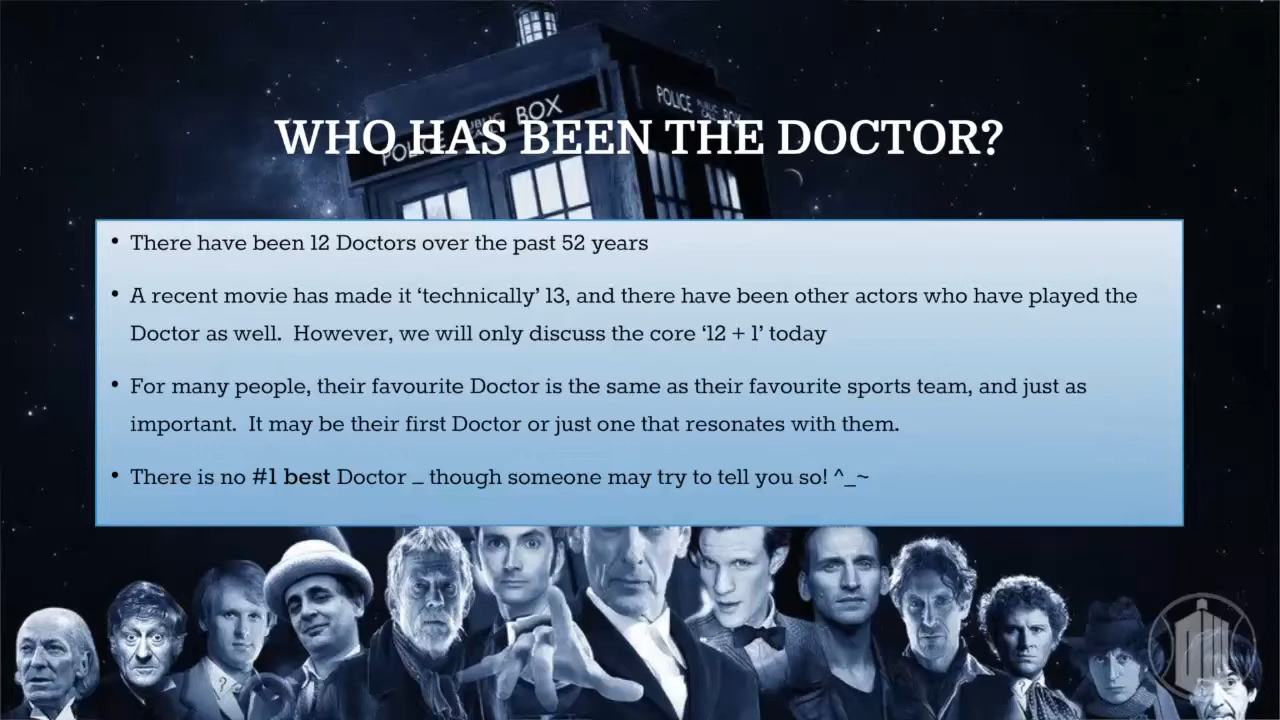 POLICE PUBLIC CALL BOX
POLICE PUBLIC CALL BOX
WHO HAS BEEN THE DOCTOR?
• There have been 12 Doctors over the past 52 years
• A recent movie has made it ‘technically’ 13, and there have been other actors who have played the
Doctor as well.  However, we will only discuss the core ‘12 + 1’ today
• For many people, their favourite Doctor is the same as their favourite sports team, and just as
important.  It may be their first Doctor or just one that resonates with them.
• There is no #1 best Doctor _ though someone may try to tell you so! ^_~
?